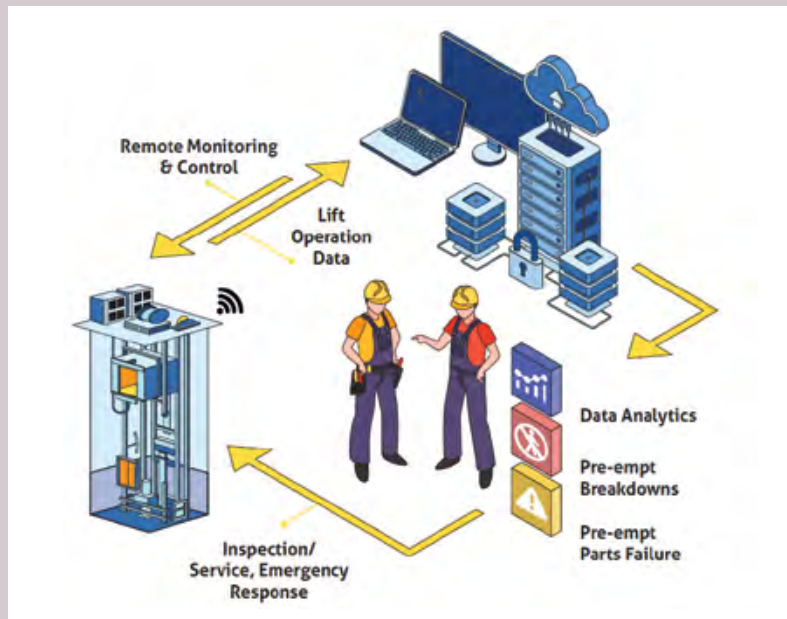 Remote Monitoring
& Control
Lift
Operation
Data
Data Analytics
Pre-empt
Breakdowns
Pre-empt
Parts Failure
Inspection/
Service, Emergency
Response